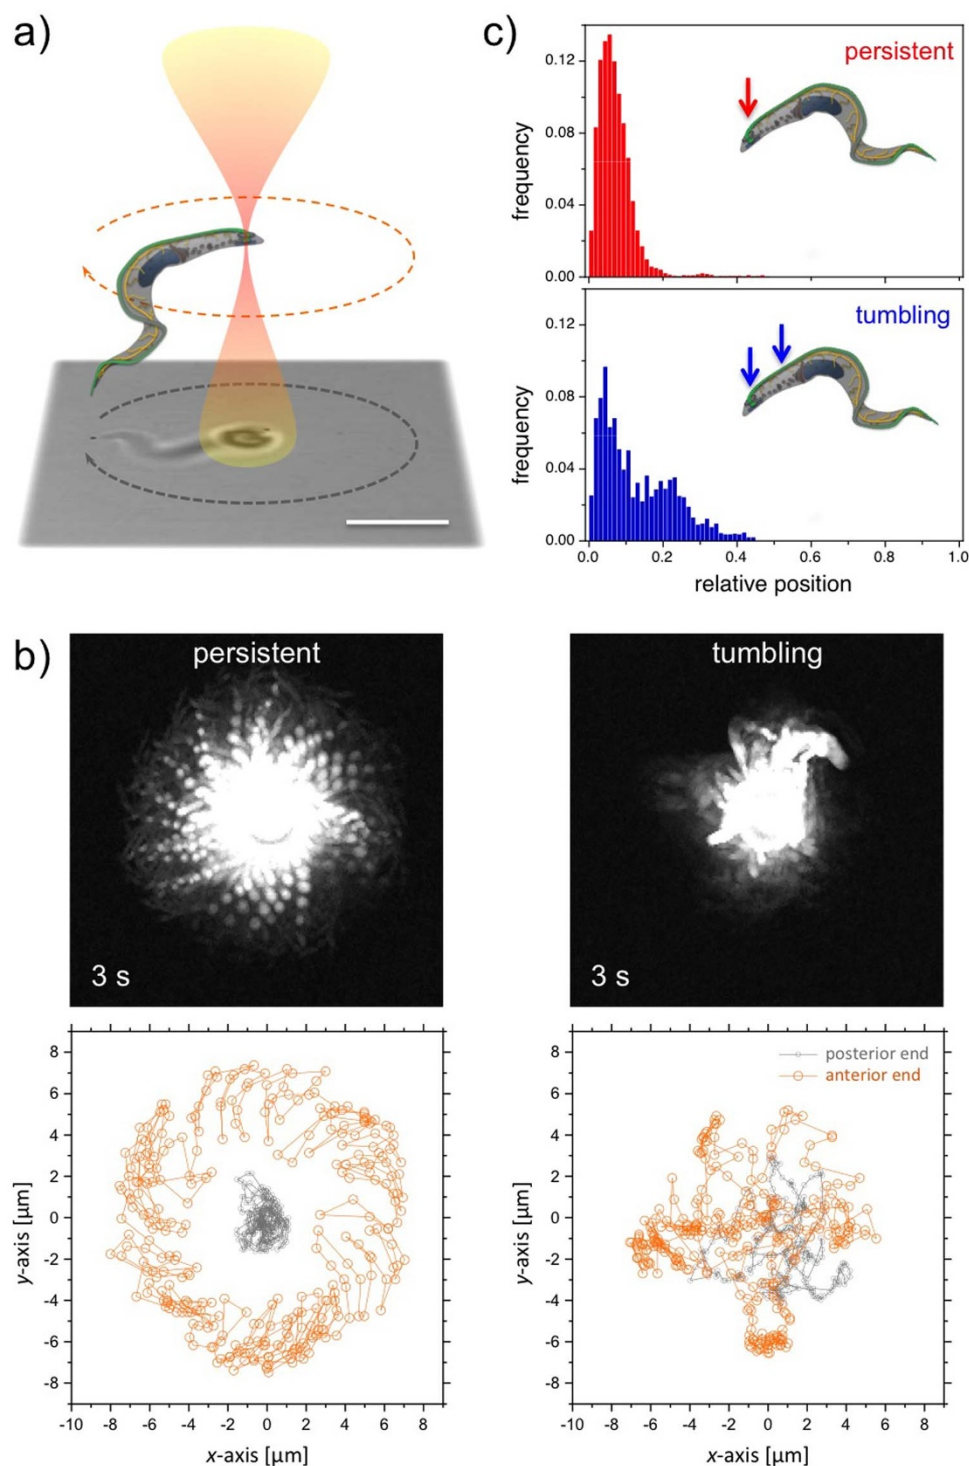 a)
c)
persistent
0.12
0.08
0.04
0.00
frequency
tumbling
0.12
0.08
0.04
0.00
frequency
0.0 0.2 0.4 0.6 0.8 1.0
relative position
b)
persistent
3 s
tumbling
3 s
8
6
4
2
0
-2
-4
-6
-8
y-axis [µm]
-10 -8 -6 -4 -2 0 2 4 6 8
x-axis [µm]
posterior end
anterior end
8
6
4
2
0
-2
-4
-6
-8
y-axis [µm]
-10 -8 -6 -4 -2 0 2 4 6 8
x-axis [µm]